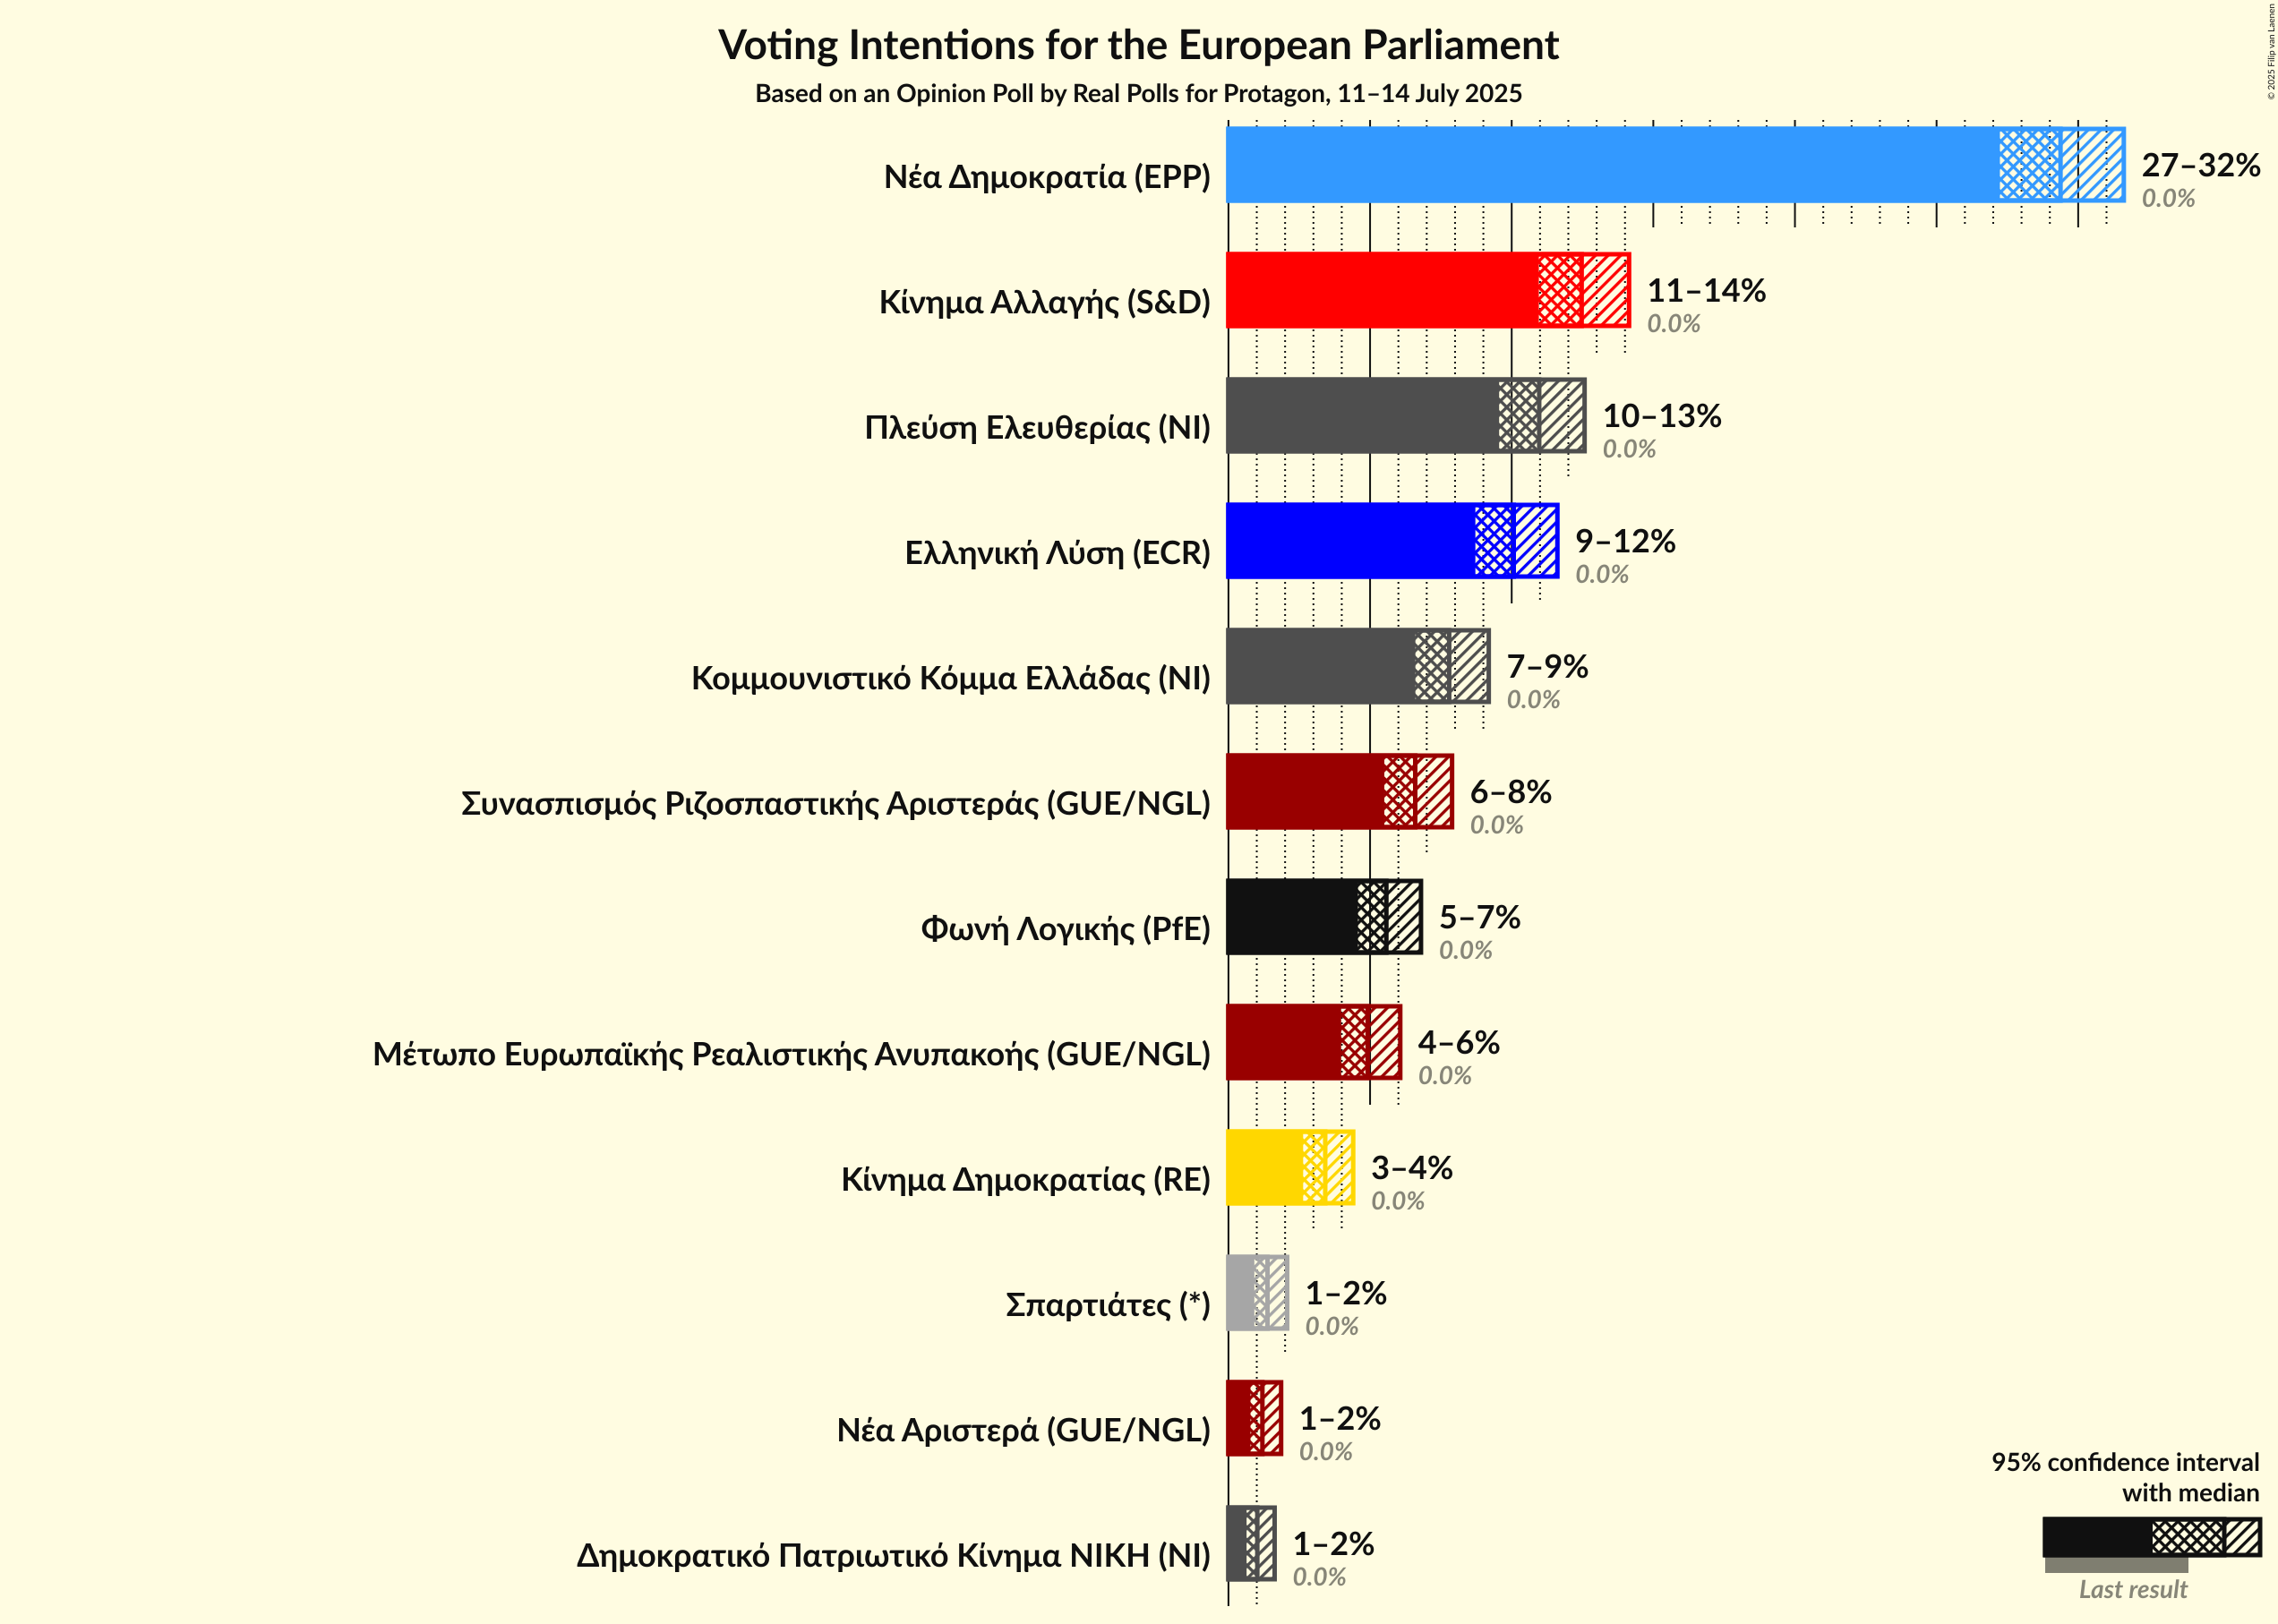 © 2025 Filip van Laenen
Voting Intentions for the European Parliament
Based on an Opinion Poll by Real Polls for Protagon, 11–14 July 2025
Νέα Δημοκρατία (EPP)
27–32%
0.0%
Κίνημα Αλλαγής (S&D)
11–14%
0.0%
Πλεύση Ελευθερίας (NI)
10–13%
0.0%
Ελληνική Λύση (ECR)
9–12%
0.0%
Κομμουνιστικό Κόμμα Ελλάδας (NI)
7–9%
0.0%
Συνασπισμός Ριζοσπαστικής Αριστεράς (GUE/NGL)
6–8%
0.0%
Φωνή Λογικής (PfE)
5–7%
0.0%
Μέτωπο Ευρωπαϊκής Ρεαλιστικής Ανυπακοής (GUE/NGL)
4–6%
0.0%
Κίνημα Δημοκρατίας (RE)
3–4%
0.0%
Σπαρτιάτες (*)
1–2%
0.0%
Νέα Αριστερά (GUE/NGL)
1–2%
0.0%
Δημοκρατικό Πατριωτικό Κίνημα ΝΙΚΗ (NI)
1–2%
0.0%
95% confidence interval
with median
Last result